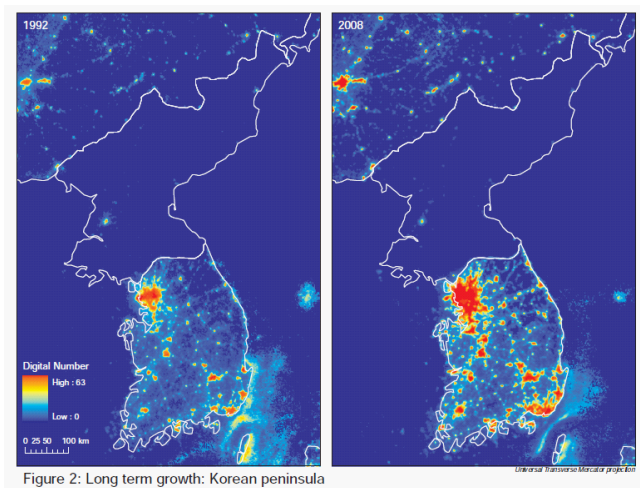 1992
2008
Digital Number
High : 63
Low : 0
0 25 50 100 km
Universal Transverse Mercator projection
Figure 2: Long term growth: Korean peninsula